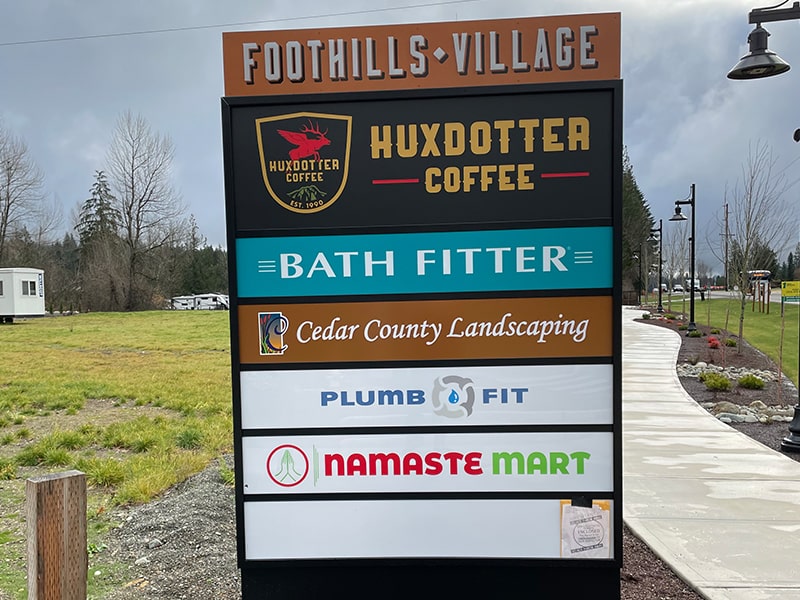 FOOTHILLS • VILLAGE
HUXDOTTER
COFFEE
EST. 1990
HUXDOTTER
COFFEE
BATH FITTER®
Cedar County Landscaping
PLUMB FIT
NAMASTE MART